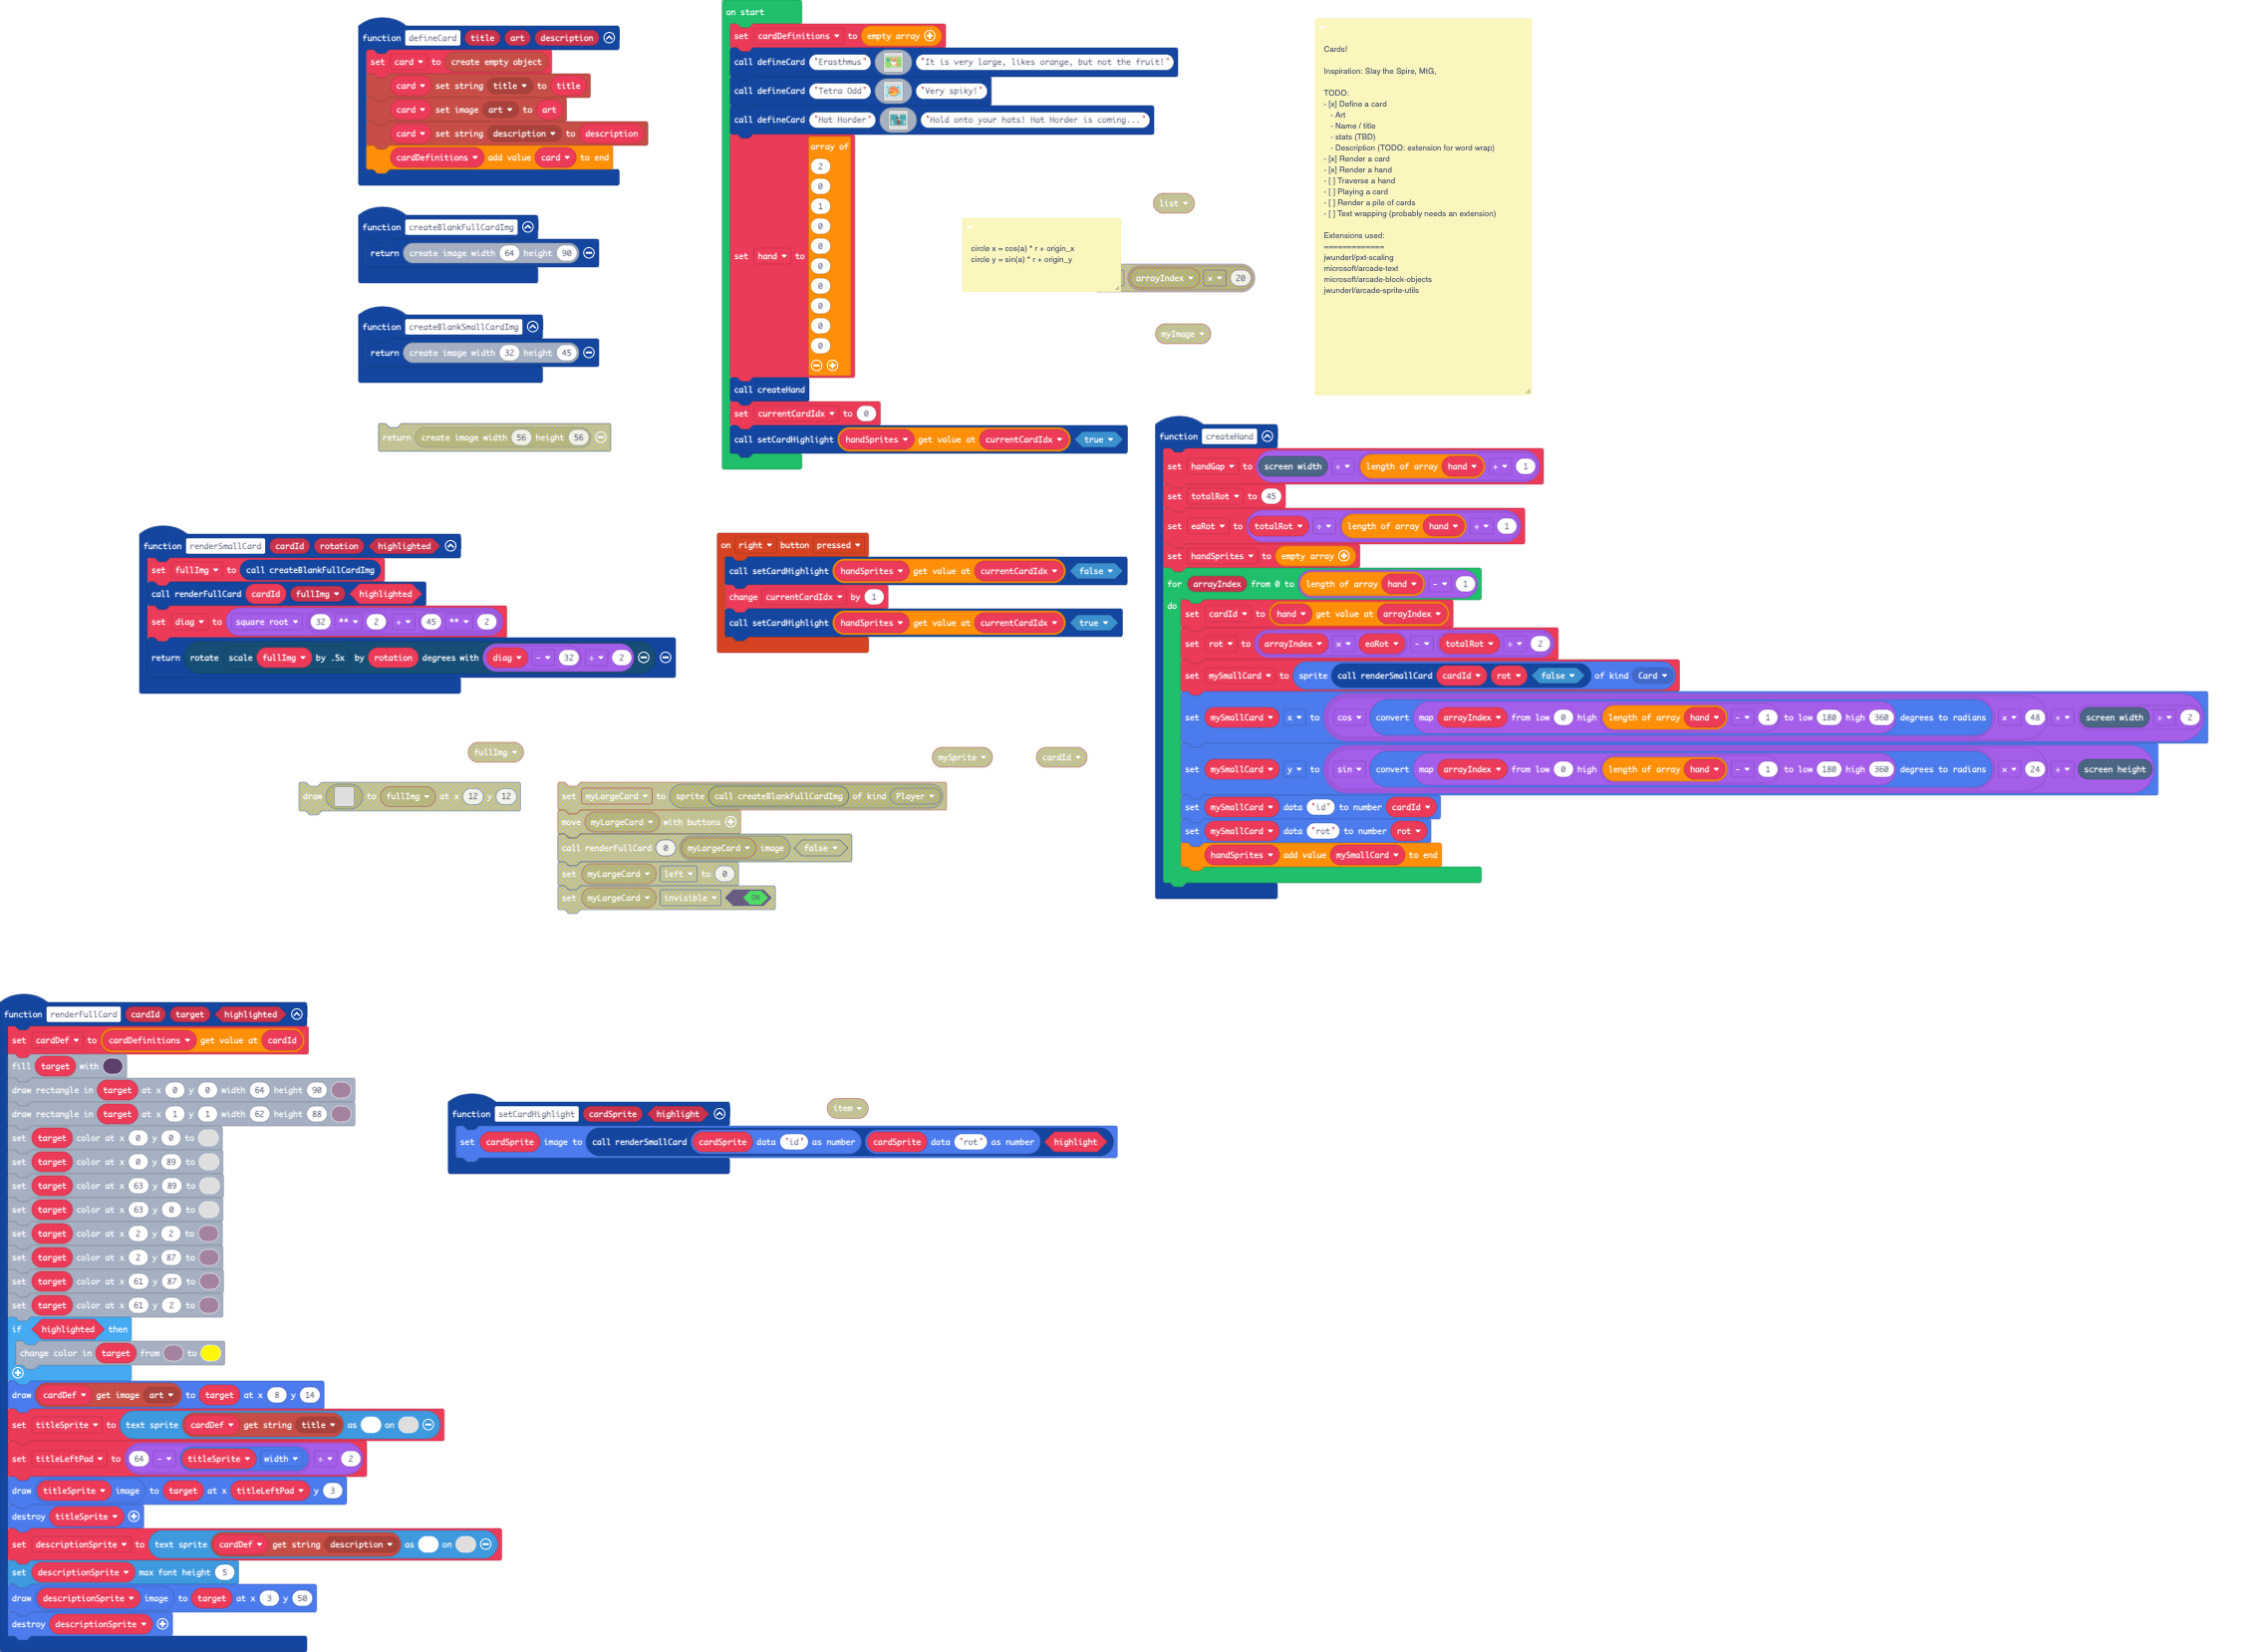 function defineCard title art description
set card to create empty object
card set string title to title
card set image art to art
card set string description to description
cardDefinitions add value card to end
function createBlankFullCardImg
return create image width 64 height 90
function createBlankSmallCardImg
return create image width 32 height 45
return create image width 56 height 56
on start
set cardDefinitions to empty array
call defineCard "Erasthmus" "It is very large, likes orange, but not the fruit!"
call defineCard "Tetra Odd" "Very spiky!"
call defineCard "Hat Horder" "Hold onto your hats! Hat Horder is coming..."
set hand to array of
2
0
1
0
0
0
0
0
0
0
call createHand
set currentCardIdx to 0
call setCardHighlight handSprites get value at currentCardIdx true
circle x = cos(a) * r + origin_x
circle y = sin(a) * r + origin_y
list
arrayIndex × 20
myImage
Cards!
Inspiration: Slay the Spire, MtG,
TODO:
- [x] Define a card
- Art
- Name / title
- stats (TBD)
- Description (TODO: extension for word wrap)
- [x] Render a card
- [x] Render a hand
- [ ] Traverse a hand
- [ ] Playing a card
- [ ] Render a pile of cards
- [ ] Text wrapping (probably needs an extension)
Extensions used:
=============
jwunderl/pxt-scaling
microsoft/arcade-text
microsoft/arcade-block-objects
jwunderl/arcade-sprite-utils
function createHand
set handGap to screen width ÷ length of array hand + 1
set totalRot to 45
set eaRot to totalRot ÷ length of array hand + 1
set handSprites to empty array
for arrayIndex from 0 to length of array hand - 1
do
set cardId to hand get value at arrayIndex
set rot to arrayIndex × eaRot - totalRot ÷ 2
set mySmallCard to sprite call renderSmallCard cardId rot false of kind Card
set mySmallCard x to cos convert map arrayIndex from low 0 high length of array hand - 1 to low 180 high 360 degrees to radians × 48 + screen width ÷ 2
set mySmallCard y to sin convert map arrayIndex from low 0 high length of array hand - 1 to low 180 high 360 degrees to radians × 24 + screen height
set mySmallCard data "id" to number cardId
set mySmallCard data "rot" to number rot
handSprites add value mySmallCard to end
function renderSmallCard cardId rotation highlighted
set fullImg to call createBlankFullCardImg
call renderFullCard cardId fullImg highlighted
set diag to square root 32 ** 2 + 45 ** 2
return rotate scale fullImg by .5x by rotation degrees with diag - 32 ÷ 2
on right button pressed
call setCardHighlight handSprites get value at currentCardIdx false
change currentCardIdx by 1
call setCardHighlight handSprites get value at currentCardIdx true
fullImg
mySprite
cardId
draw to fullImg at x 12 y 12
set myLargeCard to sprite call createBlankFullCardImg of kind Player
move myLargeCard with buttons
call renderFullCard 0 myLargeCard image false
set myLargeCard left to 0
set myLargeCard invisible ON
function renderFullCard cardId target highlighted
set cardDef to cardDefinitions get value at cardId
fill target with
draw rectangle in target at x 0 y 0 width 64 height 90
draw rectangle in target at x 1 y 1 width 62 height 88
set target color at x 0 y 0 to
set target color at x 0 y 89 to
set target color at x 63 y 89 to
set target color at x 63 y 0 to
set target color at x 2 y 2 to
set target color at x 2 y 87 to
set target color at x 61 y 87 to
set target color at x 61 y 2 to
if highlighted then
change color in target from to
draw cardDef get image art to target at x 8 y 14
set titleSprite to text sprite cardDef get string title as on
set titleLeftPad to 64 - titleSprite width ÷ 2
draw titleSprite image to target at x titleLeftPad y 3
destroy titleSprite
set descriptionSprite to text sprite cardDef get string description as on
set descriptionSprite max font height 5
draw descriptionSprite image to target at x 3 y 50
destroy descriptionSprite
function setCardHighlight cardSprite highlight
set cardSprite image to call renderSmallCard cardSprite data "id" as number cardSprite data "rot" as number highlight
item